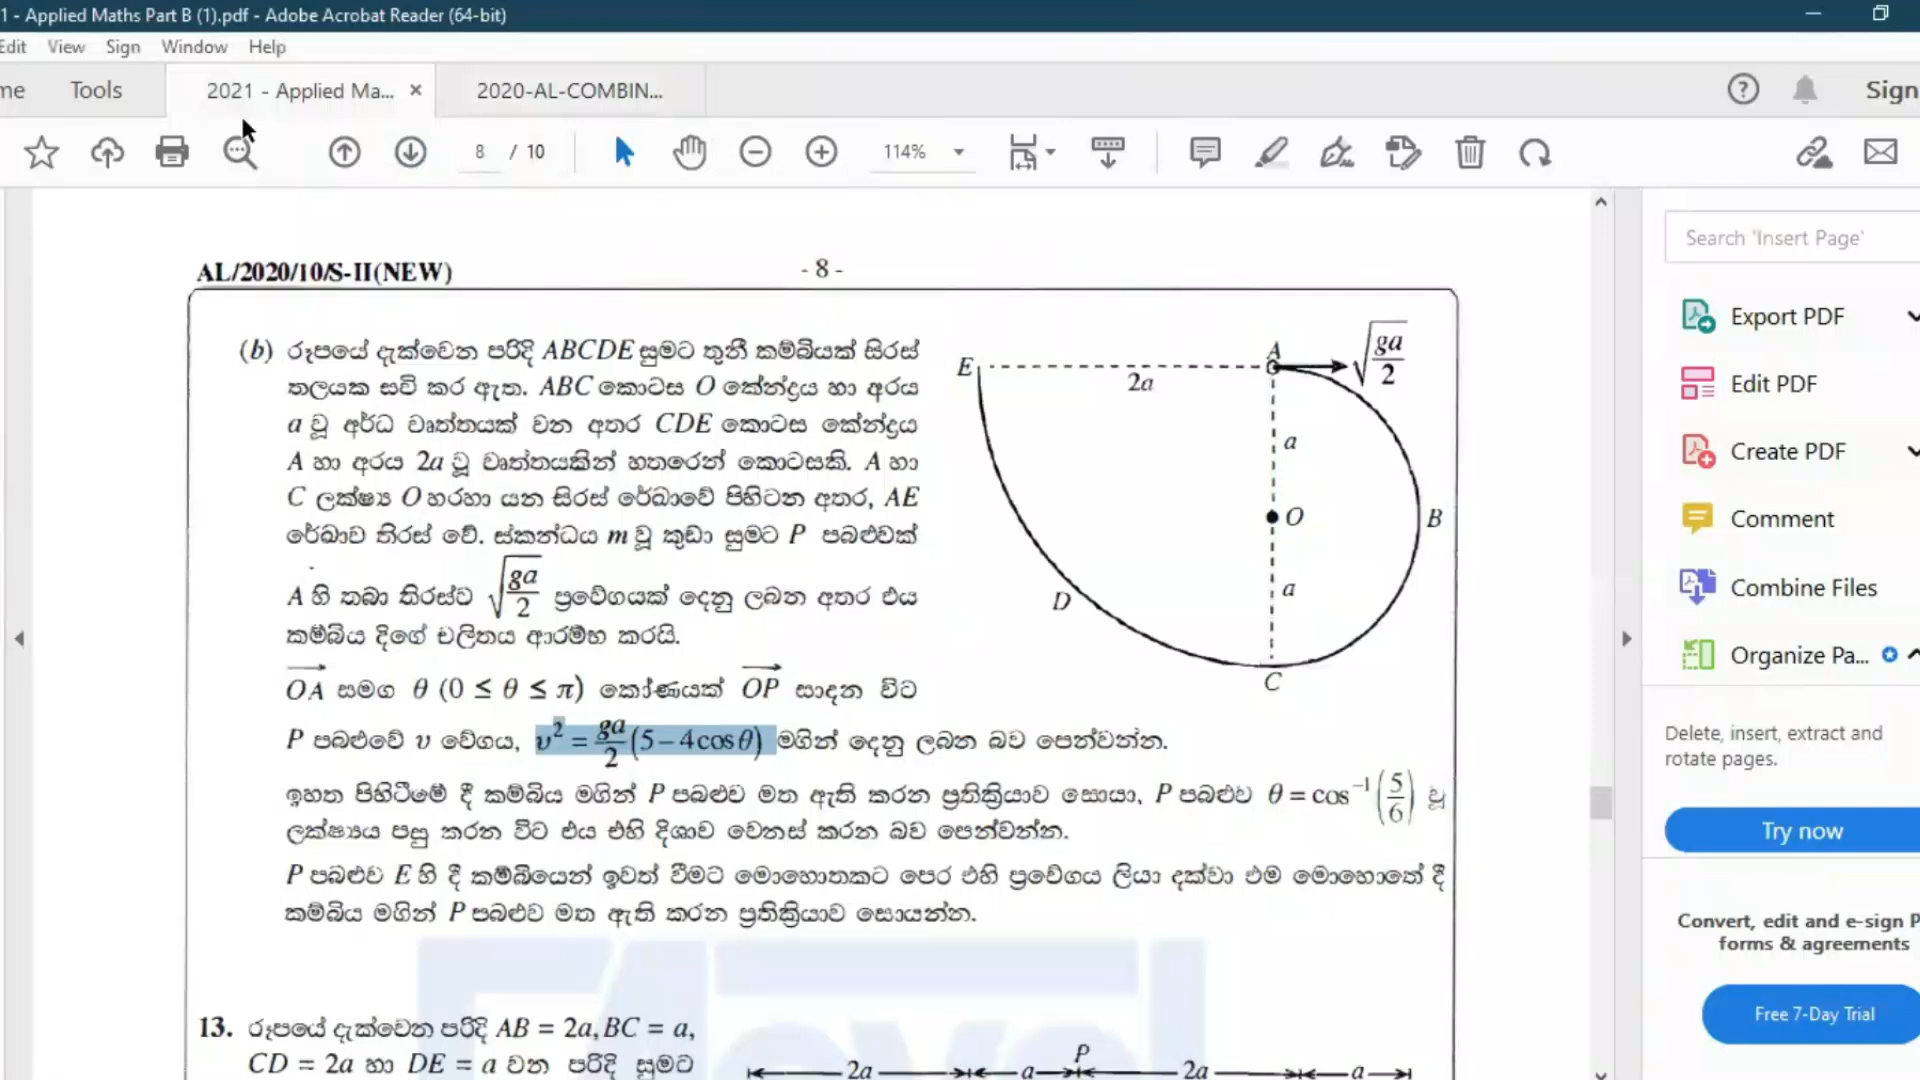 1 - Applied Maths Part B (1).pdf - Adobe Acrobat Reader (64-bit)
Edit View Sign Window Help
me Tools 2021 - Applied Ma... × 2020-AL-COMBIN... Sign
8 / 10 114%
Search 'Insert Page'
Export PDF
Edit PDF
Create PDF
Comment
Combine Files
Organize Pa...
Delete, insert, extract and
rotate pages.
Try now
Convert, edit and e-sign P
forms & agreements
Free 7-Day Trial
AL/2020/10/S-II(NEW) - 8 -
(b) රූපයේ දැක්වෙන පරිදි ABCDE සුමට තුනී කම්බියක් සිරස්
තලයක සවි කර ඇත. ABC කොටස O කේන්ද්‍රය හා අරය
a වූ අර්ධ වෘත්තයක් වන අතර CDE කොටස කේන්ද්‍රය
A හා අරය 2a වූ වෘත්තයකින් හතරෙන් කොටසකි. A හා
C ලක්ෂ්‍ය O හරහා යන සිරස් රේඛාවේ පිහිටන අතර, AE
රේඛාව තිරස් වේ. ස්කන්ධය m වූ කුඩා සුමට P පබළුවක්
A හි තබා තිරස්ව √(ga/2) ප්‍රවේගයක් දෙනු ලබන අතර එය
කම්බිය දිගේ චලිතය ආරම්භ කරයි.
OA සමග θ (0 ≤ θ ≤ π) කෝණයක් OP සාදන විට
P පබළුවේ v වේගය, v² = ga/2 (5 – 4 cos θ) මගින් දෙනු ලබන බව පෙන්වන්න.
ඉහත පිහිටීමේ දී කම්බිය මගින් P පබළුව මත ඇති කරන ප්‍රතික්‍රියාව සොයා, P පබළුව θ = cos⁻¹(5/6) වූ
ලක්ෂ්‍යය පසු කරන විට එය එහි දිශාව වෙනස් කරන බව පෙන්වන්න.
P පබළුව E හි දී කම්බියෙන් ඉවත් වීමට මොහොතකට පෙර එහි ප්‍රවේගය ලියා දක්වා එම මොහොතේ දී
කම්බිය මගින් P පබළුව මත ඇති කරන ප්‍රතික්‍රියාව සොයන්න.
E A √(ga/2)
2a
a
O B
a
D
C
13. රූපයේ දැක්වෙන පරිදි AB = 2a, BC = a,
CD = 2a හා DE = a වන පරිදි සුමට
P
2a a 2a a